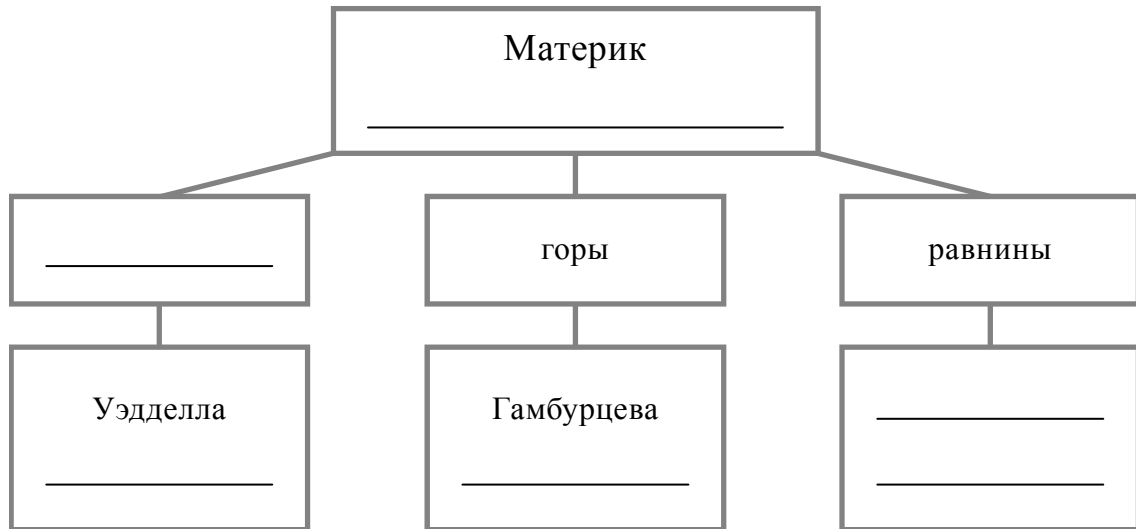 Материк
горы
равнины
Уэдделла
Гамбурцева